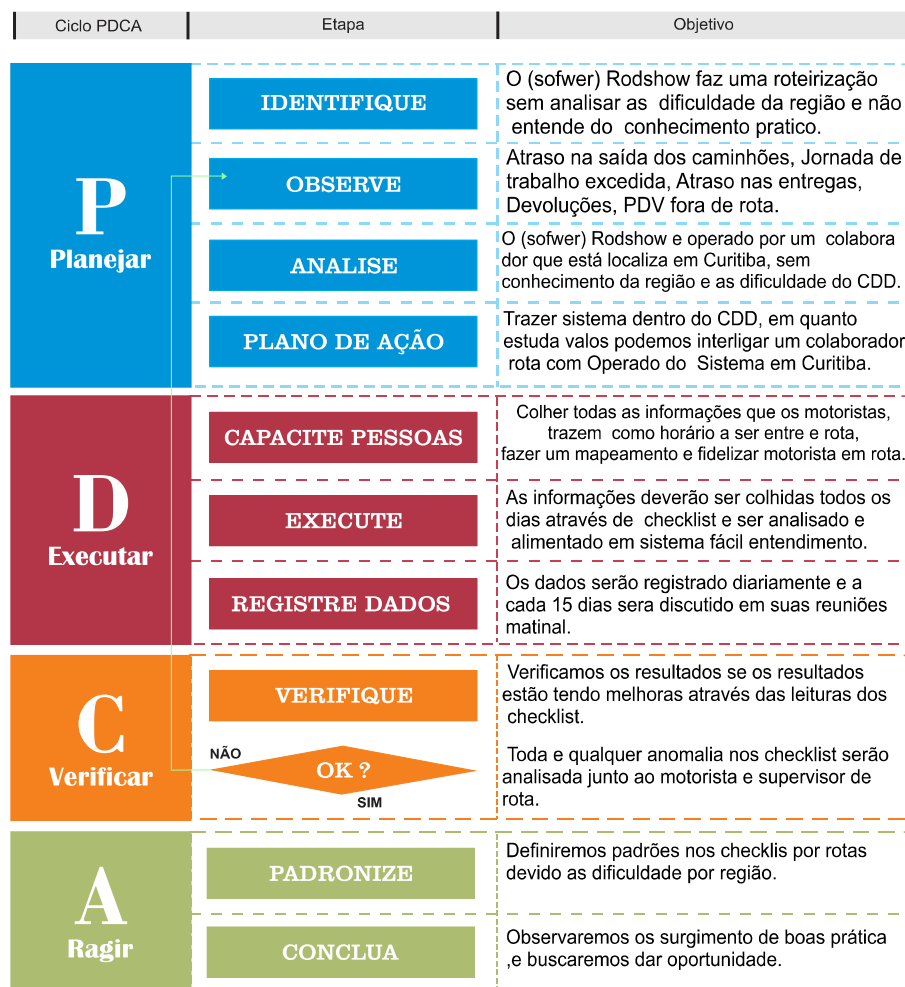 Ciclo PDCA
Etapa
Objetivo
P
Planejar
IDENTIFIQUE
O (sofwer) Rodshow faz uma roteirização
sem analisar as dificuldade da região e não
entende do conhecimento pratico.
OBSERVE
Atraso na saída dos caminhões, Jornada de
trabalho excedida, Atraso nas entregas,
Devoluções, PDV fora de rota.
ANALISE
O (sofwer) Rodshow e operado por um colabora
dor que está localiza em Curitiba, sem
conhecimento da região e as dificuldade do CDD.
PLANO DE AÇÃO
Trazer sistema dentro do CDD, em quanto
estuda valos podemos interligar um colaborador
rota com Operado do Sistema em Curitiba.
D
Executar
CAPACITE PESSOAS
Colher todas as informações que os motoristas,
trazem como horário a ser entre e rota,
fazer um mapeamento e fidelizar motorista em rota.
EXECUTE
As informações deverão ser colhidas todos os
dias através de checklist e ser analisado e
alimentado em sistema fácil entendimento.
REGISTRE DADOS
Os dados serão registrado diariamente e a
cada 15 dias sera discutido em suas reuniões
matinal.
C
Verificar
VERIFIQUE
Verificamos os resultados se os resultados
estão tendo melhoras através das leituras dos
checklist.
NÃO
OK ?
SIM
Toda e qualquer anomalia nos checklist serão
analisada junto ao motorista e supervisor de
rota.
A
Ragir
PADRONIZE
Definiremos padrões nos checklis por rotas
devido as dificuldade por região.
CONCLUA
Observaremos os surgimento de boas prática
,e buscaremos dar oportunidade.